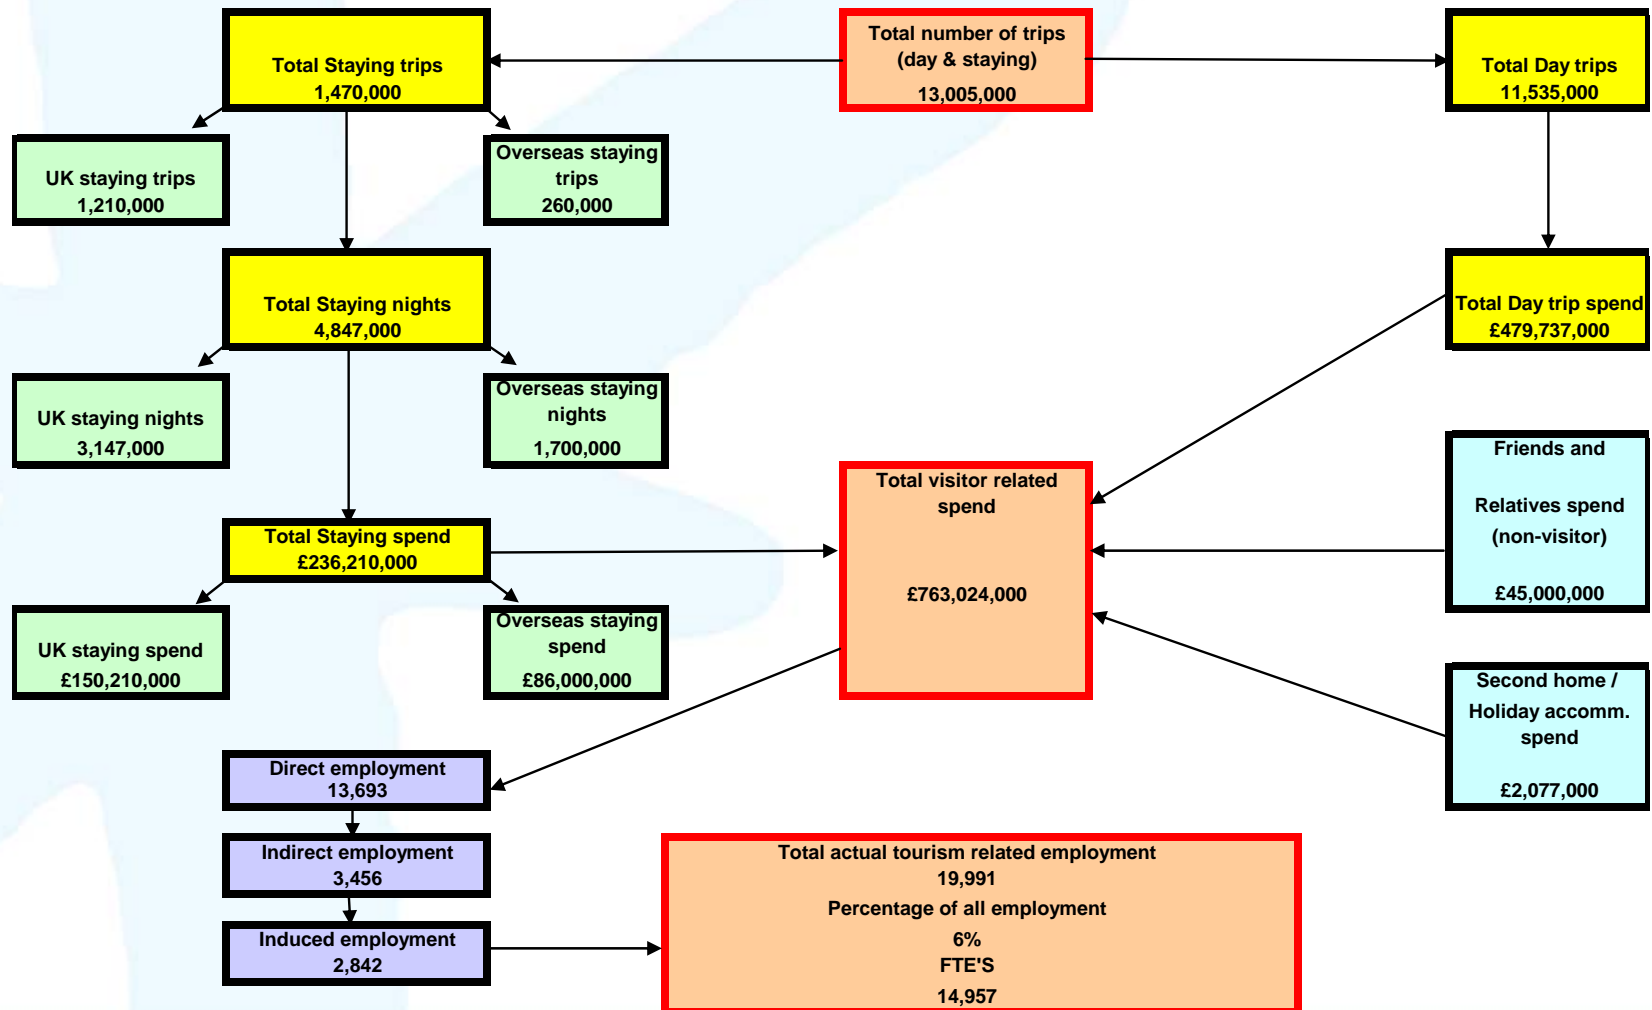 Total Staying trips
1,470,000
Total number of trips
(day & staying)
13,005,000
Total Day trips
11,535,000
UK staying trips
1,210,000
Overseas staying
trips
260,000
Total Staying nights
4,847,000
Total Day trip spend
£479,737,000
UK staying nights
3,147,000
Overseas staying
nights
1,700,000
Friends and
Relatives spend
(non-visitor)
£45,000,000
Total visitor related
spend
£763,024,000
Total Staying spend
£236,210,000
UK staying spend
£150,210,000
Overseas staying
spend
£86,000,000
Second home /
Holiday accomm.
spend
£2,077,000
Direct employment
13,693
Indirect employment
3,456
Induced employment
2,842
Total actual tourism related employment
19,991
Percentage of all employment
6%
FTE'S
14,957